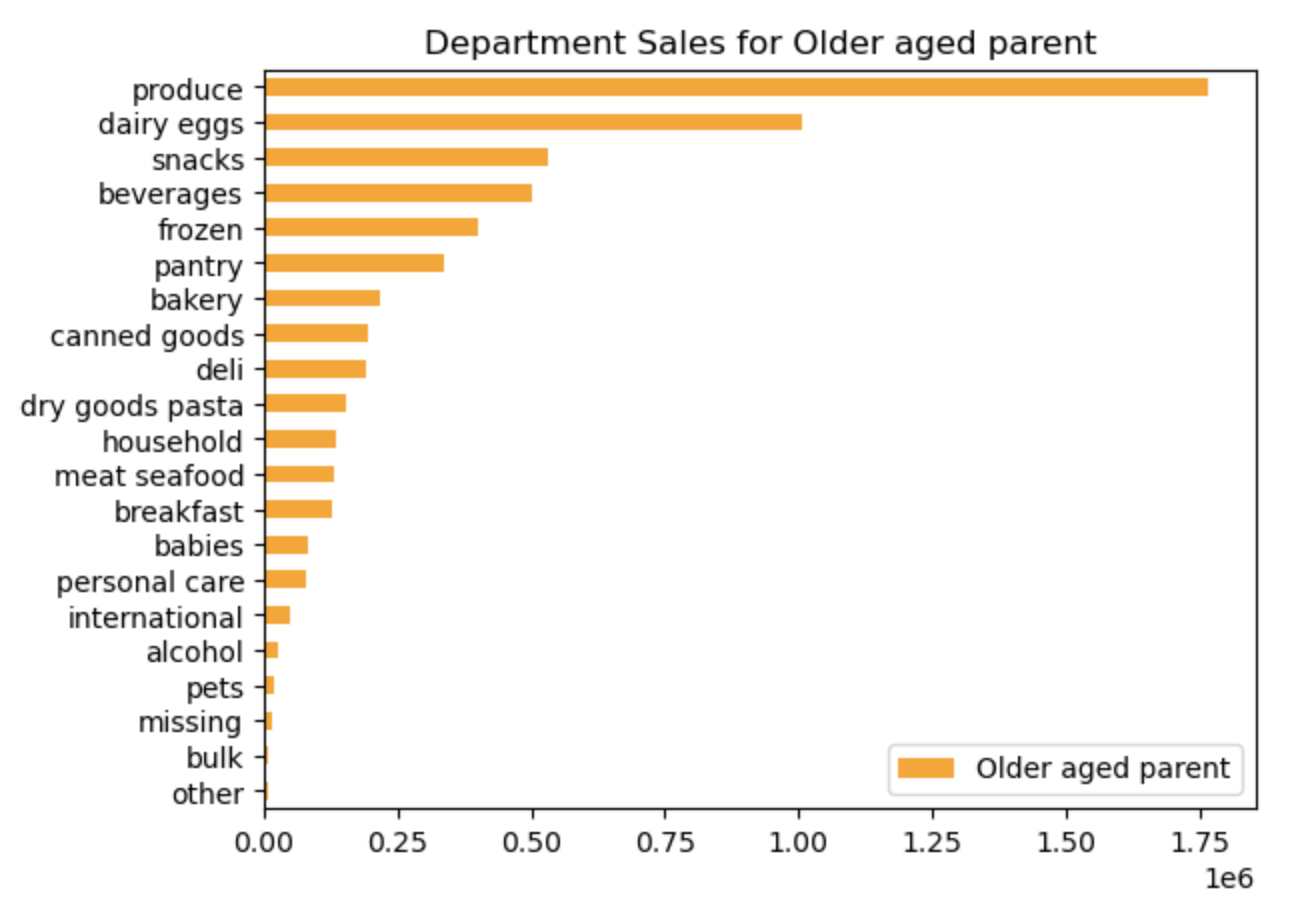 Department Sales for Older aged parent
produce
dairy eggs
snacks
beverages
frozen
pantry
bakery
canned goods
deli
dry goods pasta
household
meat seafood
breakfast
babies
personal care
international
alcohol
pets
missing
bulk
other
Older aged parent
0.00 0.25 0.50 0.75 1.00 1.25 1.50 1.75
1e6